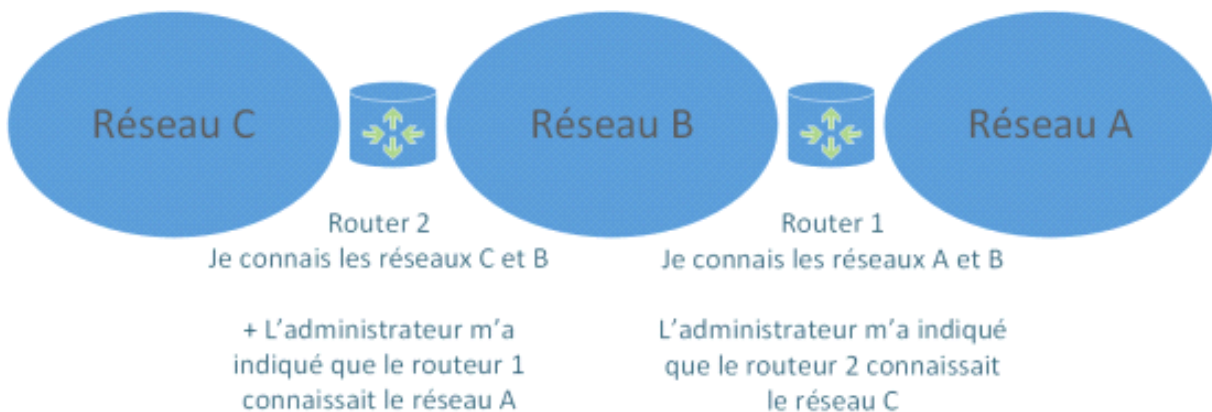 Réseau C
Réseau B
Réseau A
Router 2
Je connais les réseaux C et B
+ L’administrateur m’a
indiqué que le routeur 1
connaissait le réseau A
Router 1
Je connais les réseaux A et B
L’administrateur m’a indiqué
que le routeur 2 connaissait
le réseau C